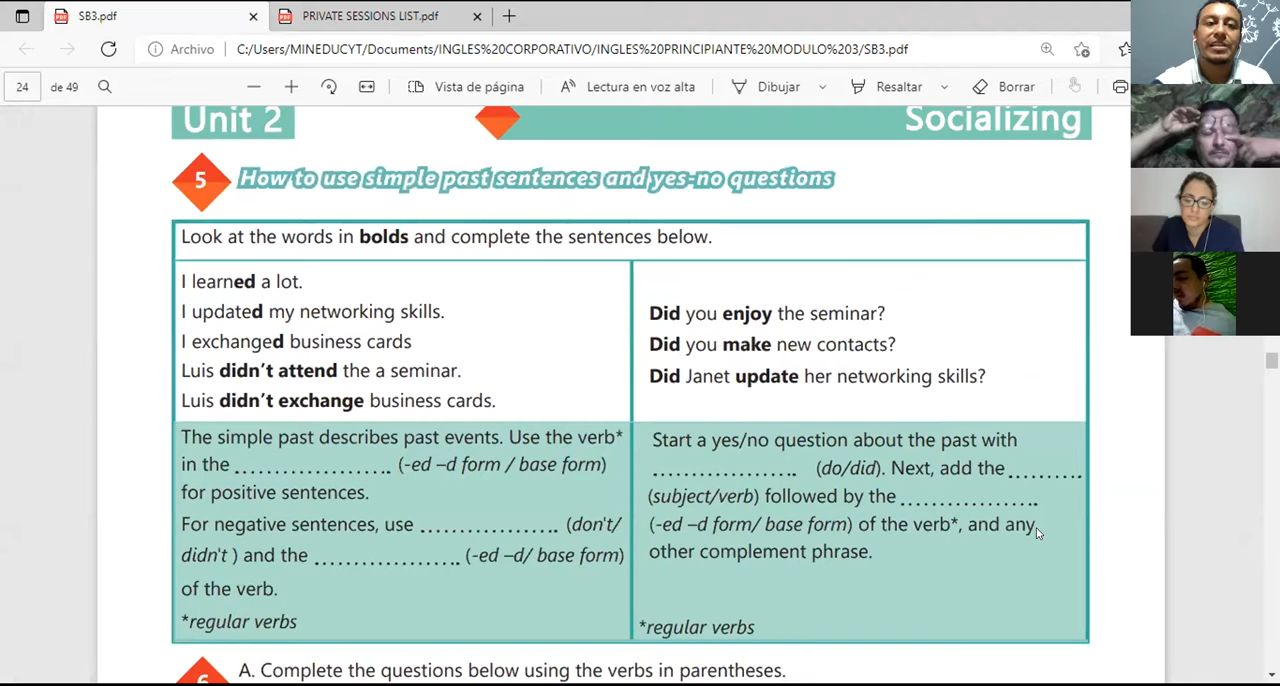 SB3.pdf
PRIVATE SESSIONS LIST.pdf
Archivo
C:/Users/MINEDUCYT/Documents/INGLES%20CORPORATIVO/INGLES%20PRINCIPIANTE%20MODULO%203/SB3.pdf
24 de 49
Vista de página
Lectura en voz alta
Dibujar
Resaltar
Borrar
Unit 2
Socializing
5
How to use simple past sentences and yes-no questions
Look at the words in bolds and complete the sentences below.
I learned a lot.
I updated my networking skills.
I exchanged business cards
Luis didn't attend the a seminar.
Luis didn't exchange business cards.
Did you enjoy the seminar?
Did you make new contacts?
Did Janet update her networking skills?
The simple past describes past events. Use the verb*
in the ………………… (-ed –d form / base form)
for positive sentences.
For negative sentences, use ………………… (don't/
didn't ) and the ………………… (-ed –d/ base form)
of the verb.
*regular verbs
Start a yes/no question about the past with
………………… (do/did). Next, add the ………
(subject/verb) followed by the …………………
(-ed –d form/ base form) of the verb*, and any
other complement phrase.
*regular verbs
6
A. Complete the questions below using the verbs in parentheses.